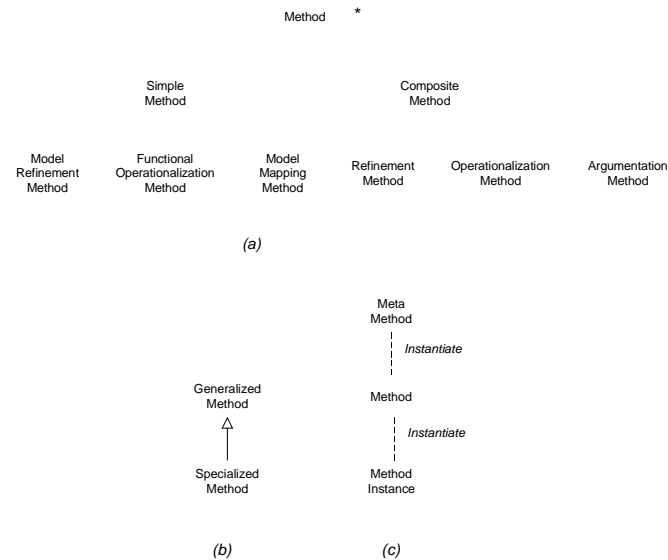 Method *
Simple
Method
Composite
Method
Model
Refinement
Method
Functional
Operationalization
Method
Model
Mapping
Method
Refinement
Method
Operationalization
Method
Argumentation
Method
(a)
Meta
Method
Instantiate
Generalized
Method
Method
Instantiate
Specialized
Method
Method
Instance
(b)
(c)